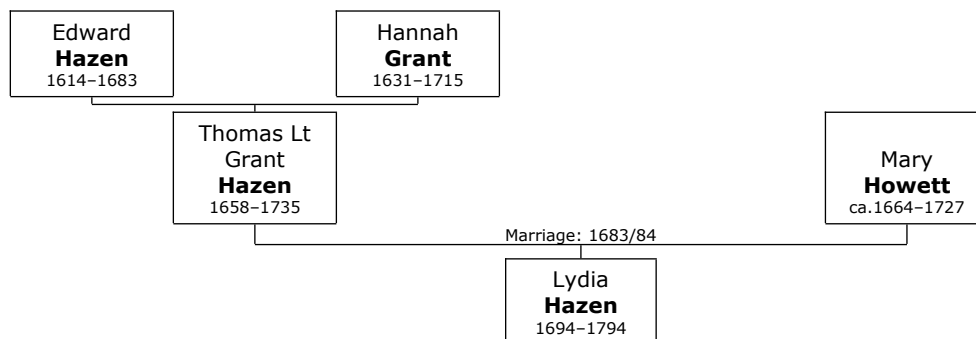 Edward
Hazen
1614–1683
Hannah
Grant
1631–1715
Thomas Lt
Grant
Hazen
1658–1735
Mary
Howett
ca.1664–1727
Marriage: 1683/84
Lydia
Hazen
1694–1794